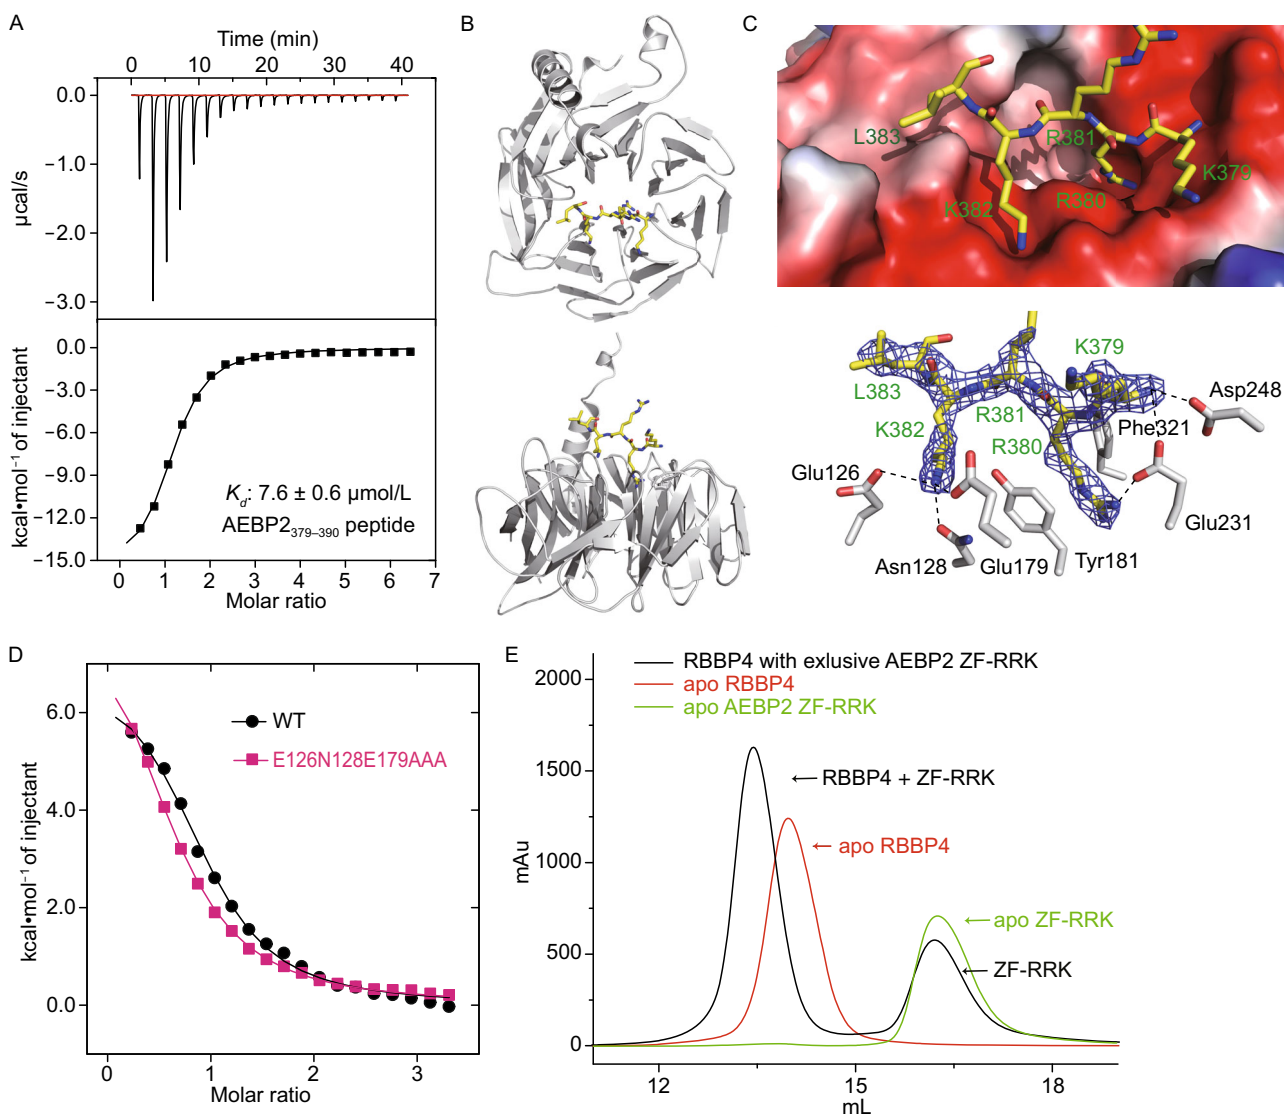 A
Time (min)
0 10 20 30 40
0.0
−1.0
−2.0
−3.0
µcal/s
0.0
−3.0
−6.0
−9.0
−12.0
−15.0
kcal•mol⁻¹ of injectant
K_d: 7.6 ± 0.6 µmol/L
AEBP2₃₇₉₋₃₉₀ peptide
0 1 2 3 4 5 6 7
Molar ratio
B
C
L383
R381
K379
K382
R380
K379
L383
Asp248
R381
K382
Phe321
R380
Glu126
Glu231
Asn128
Glu179
Tyr181
D
6.0
4.0
2.0
0.0
kcal•mol⁻¹ of injectant
WT
E126N128E179AAA
0 1 2 3
Molar ratio
E
RBBP4 with exlusive AEBP2 ZF-RRK
apo RBBP4
apo AEBP2 ZF-RRK
2000
1500
1000
500
0
mAu
←RBBP4 + ZF-RRK
←apo RBBP4
←apo ZF-RRK
←ZF-RRK
12 15 18
mL